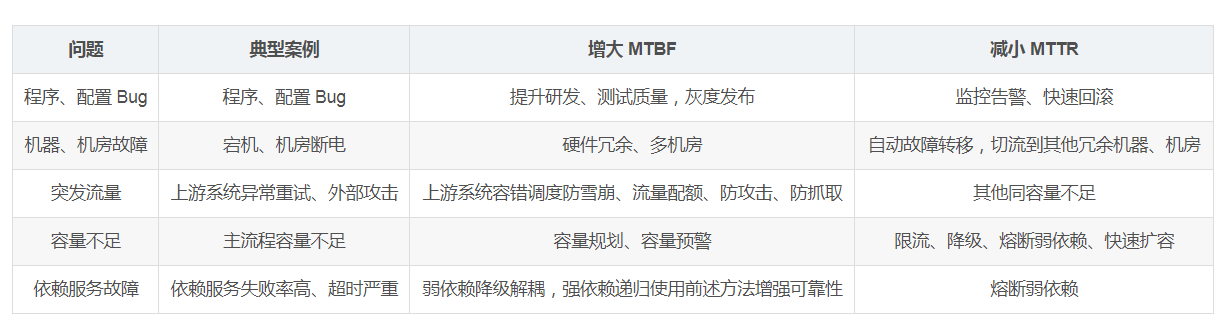 问题 典型案例 增大 MTBF 减小 MTTR
程序、配置 Bug 程序、配置 Bug 提升研发、测试质量，灰度发布 监控告警、快速回滚
机器、机房故障 宕机、机房断电 硬件冗余、多机房 自动故障转移，切流到其他冗余机器、机房
突发流量 上游系统异常重试、外部攻击 上游系统容错调度防雪崩、流量配额、防攻击、防抓取 其他同容量不足
容量不足 主流程容量不足 容量规划、容量预警 限流、降级、熔断弱依赖、快速扩容
依赖服务故障 依赖服务失败率高、超时严重 弱依赖降级解耦，强依赖递归使用前述方法增强可靠性 熔断弱依赖